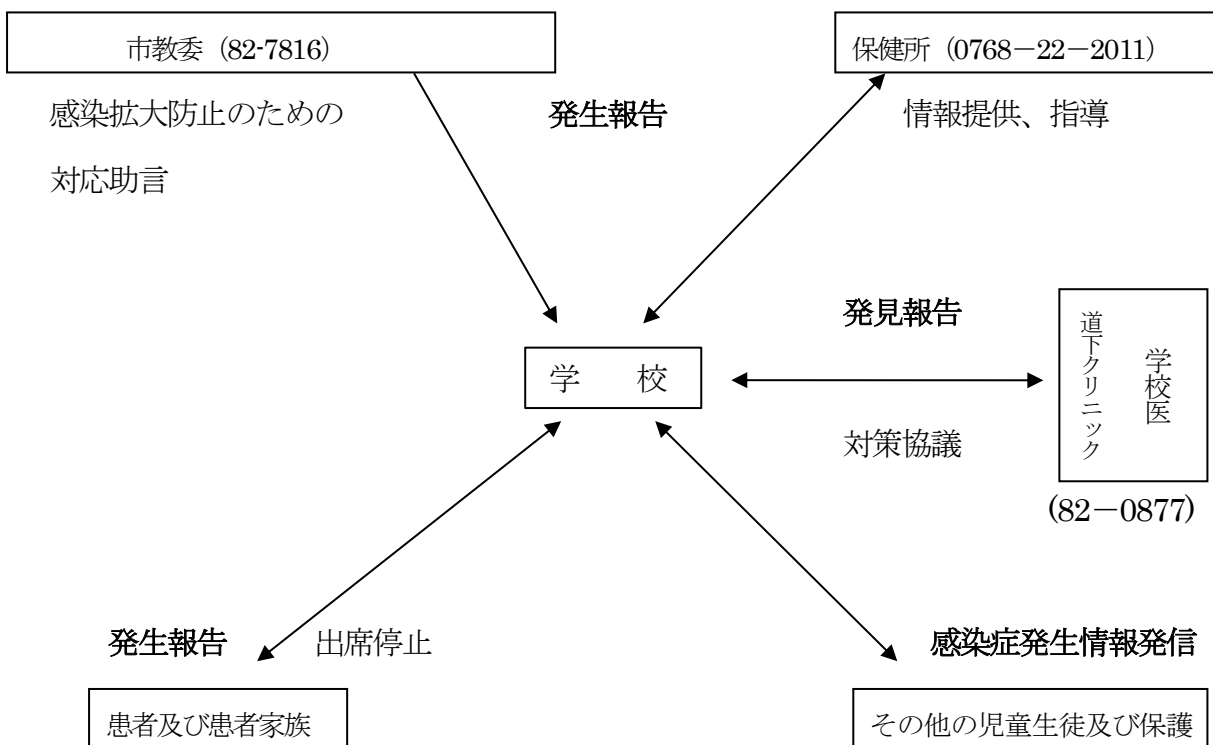 市教委（82-7816）
保健所（0768－22－2011）
感染拡大防止のための
対応助言
発生報告
情報提供、指導
発見報告
学校医
道下クリニック
学　校
対策協議
(82－0877)
発生報告
出席停止
感染症発生情報発信
患者及び患者家族
その他の児童生徒及び保護